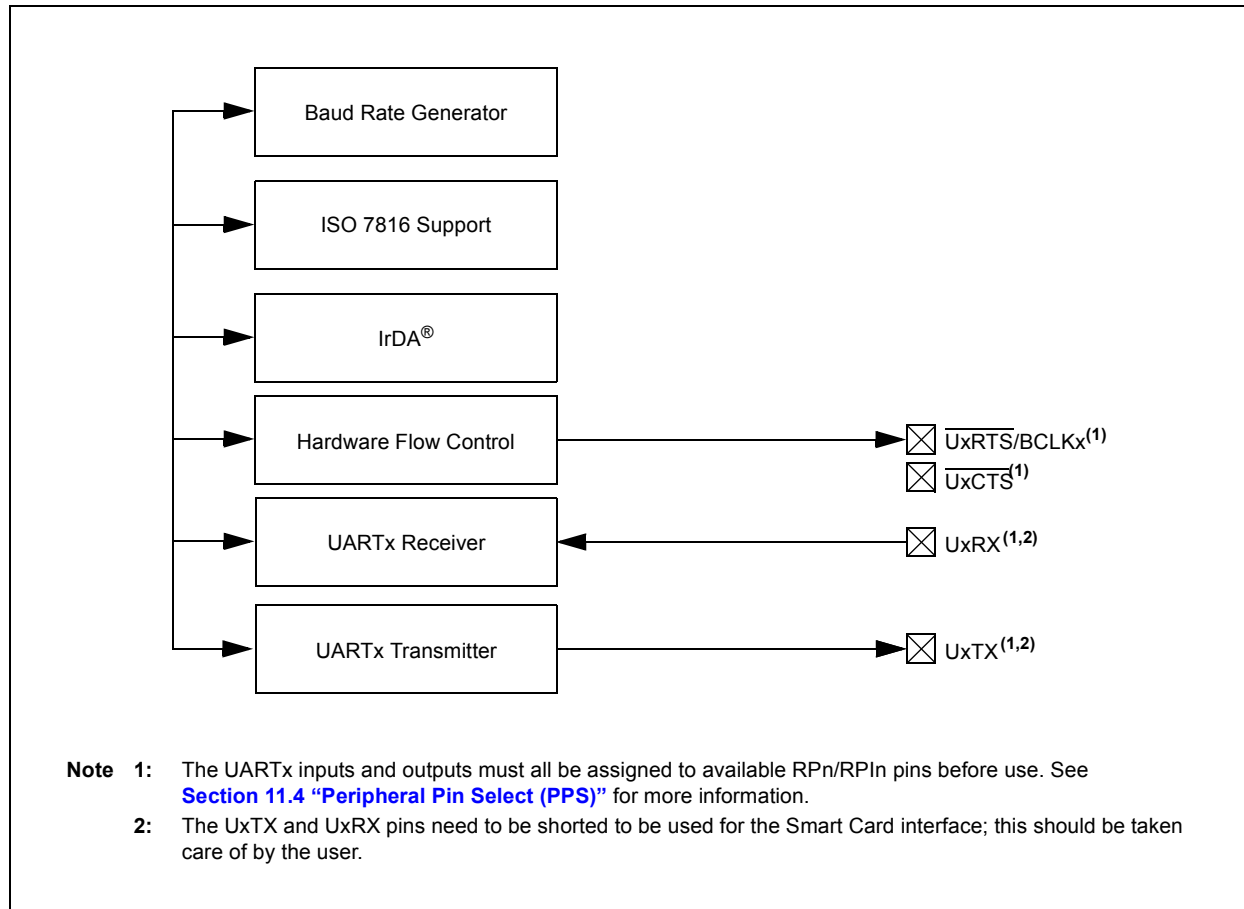 Baud Rate Generator
ISO 7816 Support
IrDA®
Hardware Flow Control
UxRTS/BCLKx(1)
UxCTS(1)
UARTx Receiver
UxRX(1,2)
UARTx Transmitter
UxTX(1,2)
Note 1: The UARTx inputs and outputs must all be assigned to available RPn/RPIn pins before use. See
Section 11.4 “Peripheral Pin Select (PPS)” for more information.
2: The UxTX and UxRX pins need to be shorted to be used for the Smart Card interface; this should be taken
care of by the user.